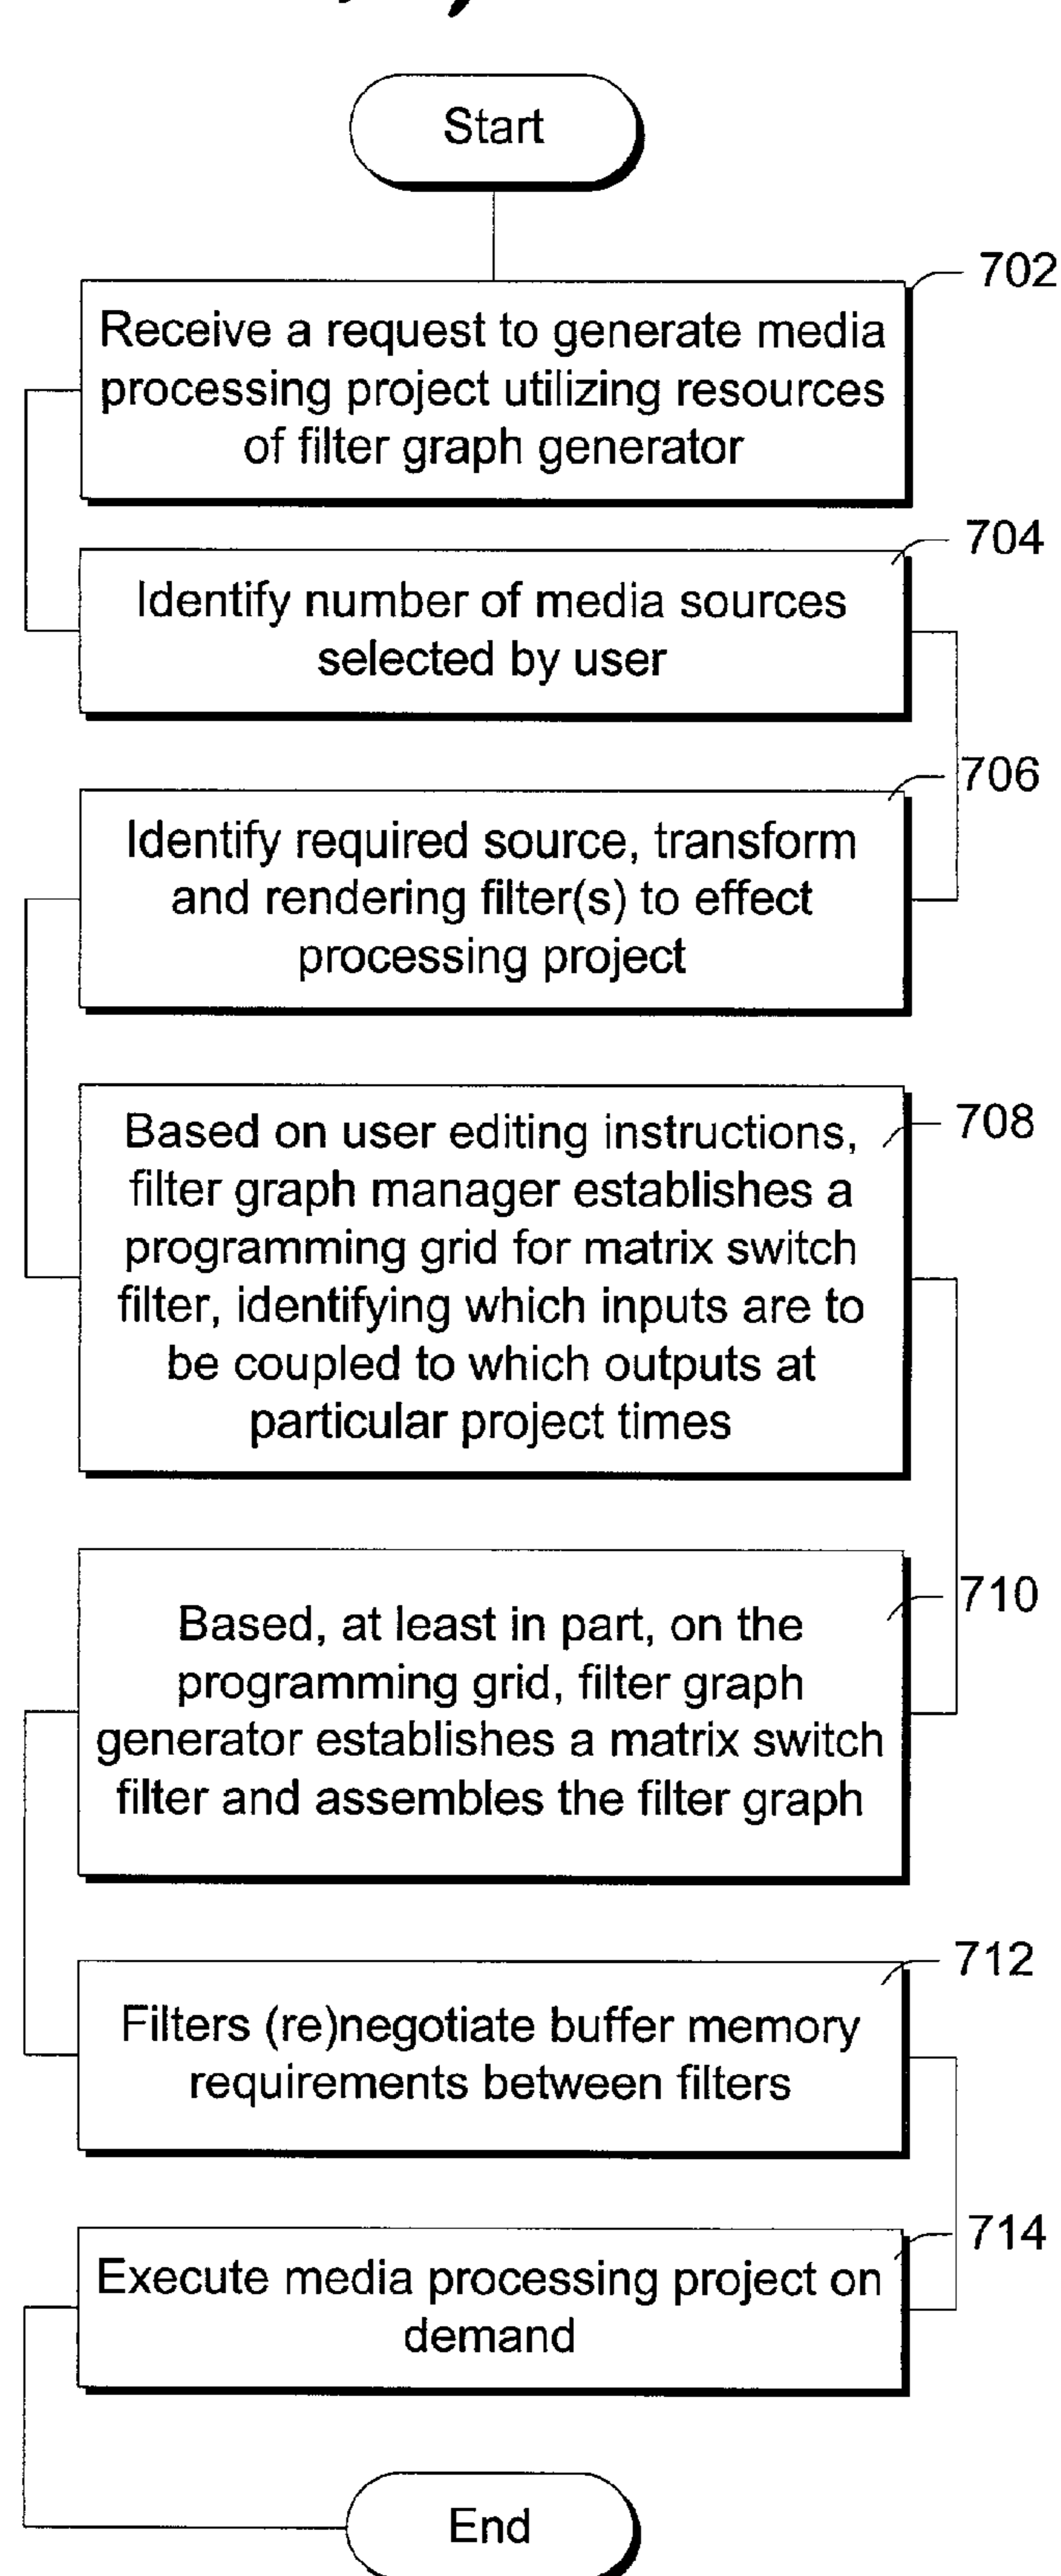 Start
702
Receive a request to generate media
processing project utilizing resources
of filter graph generator
704
Identify number of media sources
selected by user
706
Identify required source, transform
and rendering filter(s) to effect
processing project
708
Based on user editing instructions,
filter graph manager establishes a
programming grid for matrix switch
filter, identifying which inputs are to
be coupled to which outputs at
particular project times
710
Based, at least in part, on the
programming grid, filter graph
generator establishes a matrix switch
filter and assembles the filter graph
712
Filters (re)negotiate buffer memory
requirements between filters
714
Execute media processing project on
demand
End